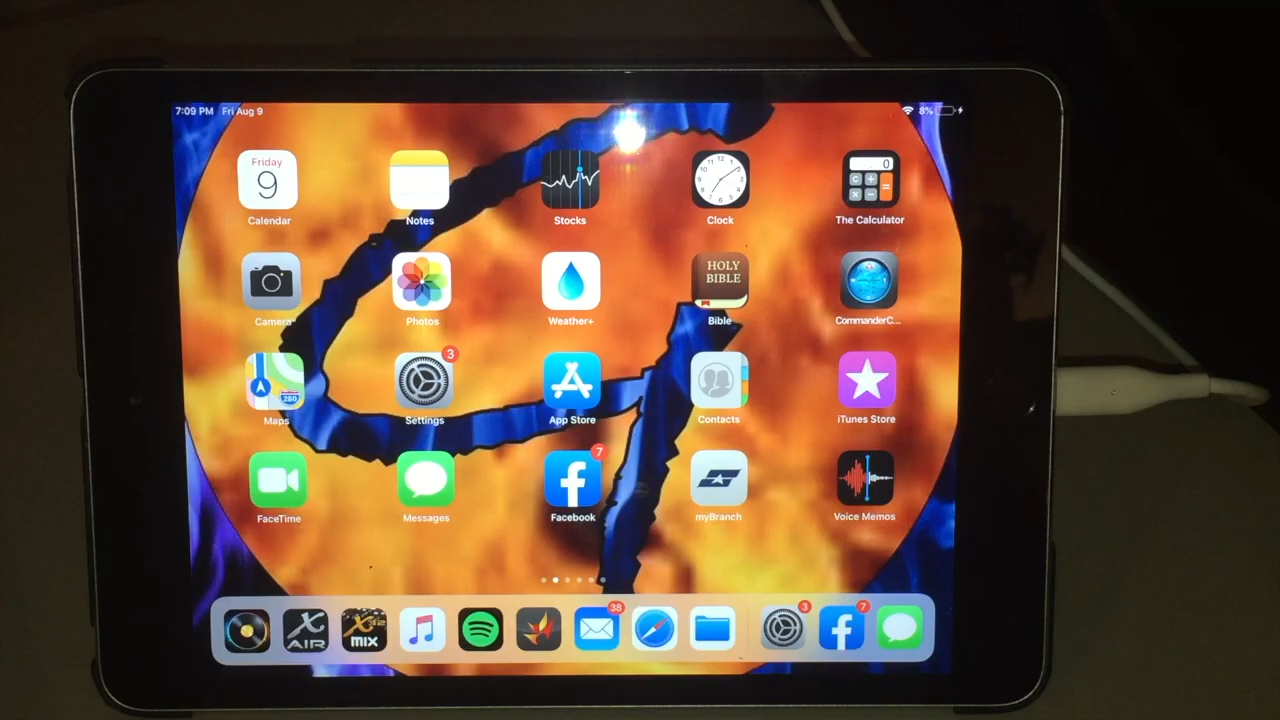 7:09 PM Fri Aug 9 8%
Friday
9
Calendar Notes Stocks Clock The Calculator
HOLY
BIBLE
Camera Photos Weather+ Bible CommanderC...
3
280
Maps Settings App Store Contacts iTunes Store
7
FaceTime Messages Facebook myBranch Voice Memos
38 3 7
X AIR X32 MIX